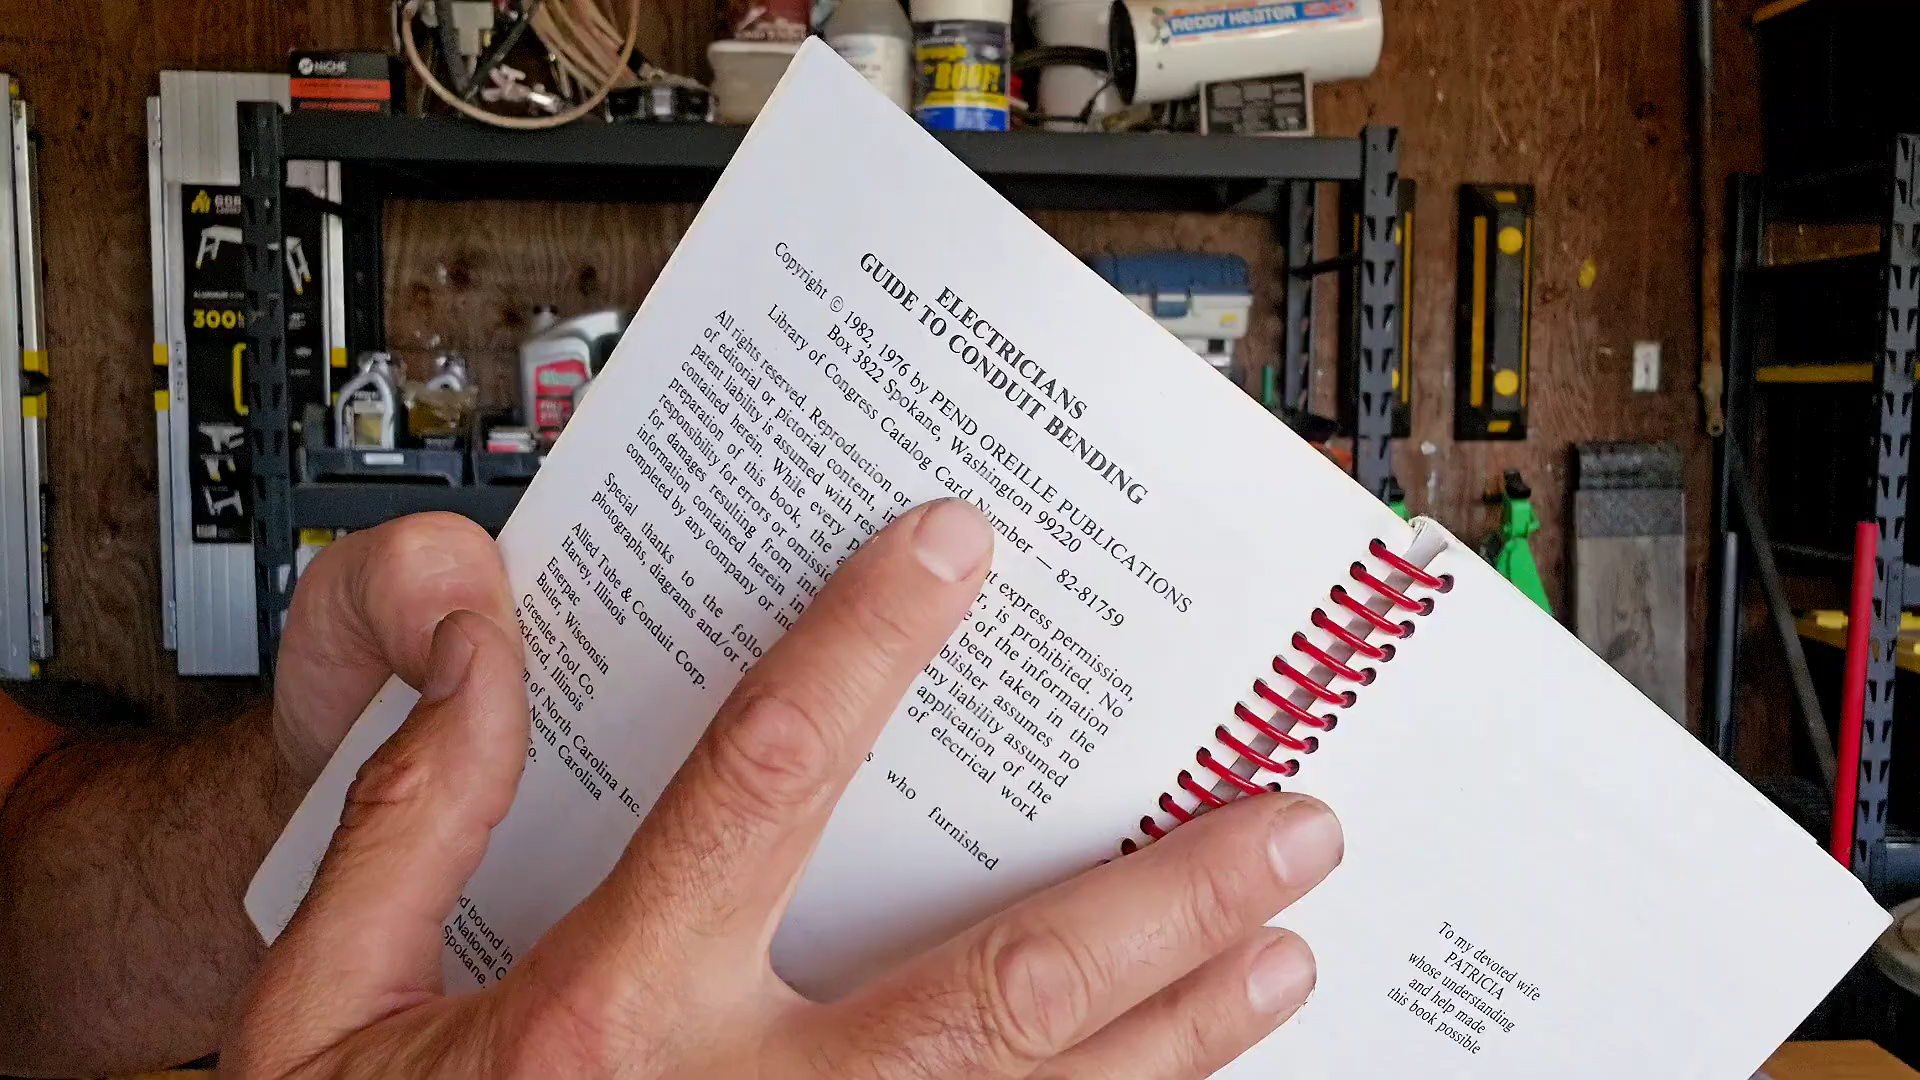 NICHE
ROOF!
REDDY HEATER
300
ELECTRICIANS
GUIDE TO CONDUIT BENDING
Copyright © 1982, 1976 by PEND OREILLE PUBLICATIONS
Box 3822 Spokane, Washington 99220
Library of Congress Catalog Card Number — 82-81759
All rights reserved. Reproduction or express permission,
of editorial or pictorial content, is prohibited. No
patent liability is assumed with of the information
contained herein. While every been taken in the
preparation of this book, the assumes no
responsibility for errors or any liability assumed
for damages resulting from application of the
information contained herein in of electrical work
completed by any company or
Special thanks to the who furnished
photographs, diagrams and/or
Allied Tube & Conduit Corp.
Harvey, Illinois
Enerpac
Butler, Wisconsin
Greenlee Tool Co.
Rockford, Illinois
of North Carolina Inc.
North Carolina
Co.
bound in
National
Spokane,
To my devoted wife
PATRICIA
whose understanding
and help made
this book possible